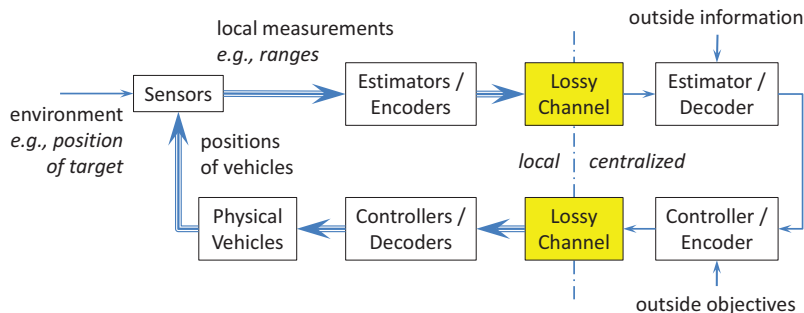 outside information
local measurements
e.g., ranges
Sensors
Estimators /
Encoders
Lossy
Channel
Estimator /
Decoder
environment
e.g., position
of target
positions
of vehicles
local
centralized
Physical
Vehicles
Controllers /
Decoders
Lossy
Channel
Controller /
Encoder
outside objectives